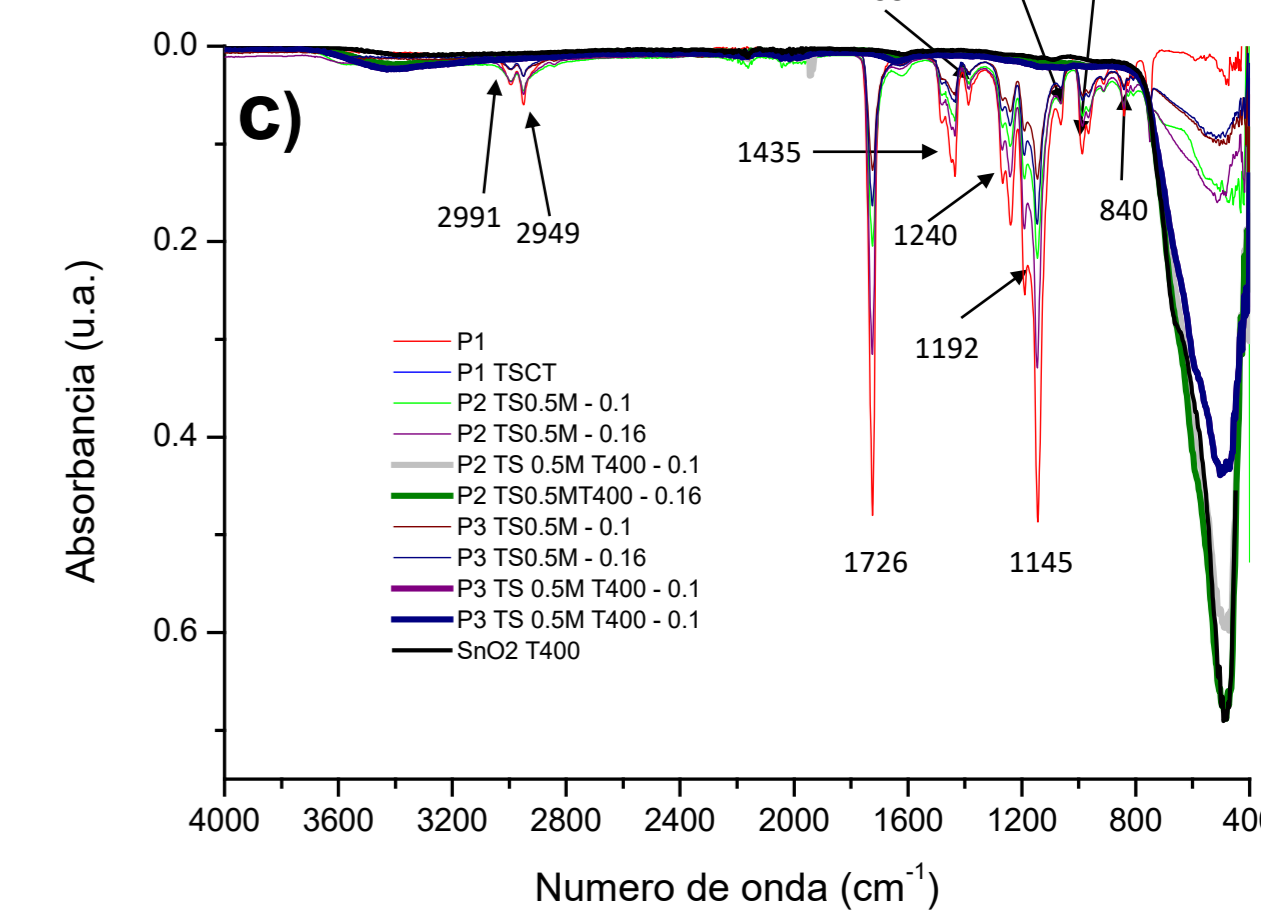 0.0
c)
1435
2991
2949
1240
840
0.2
1192
P1
P1 TSCT
P2 TS0.5M - 0.1
P2 TS0.5M - 0.16
P2 TS 0.5M T400 - 0.1
P2 TS0.5MT400 - 0.16
P3 TS0.5M - 0.1
P3 TS0.5M - 0.16
P3 TS 0.5M T400 - 0.1
P3 TS 0.5M T400 - 0.1
SnO2 T400
0.4
1726
1145
0.6
Absorbancia (u.a.)
4000 3600 3200 2800 2400 2000 1600 1200 800
Numero de onda (cm⁻¹)